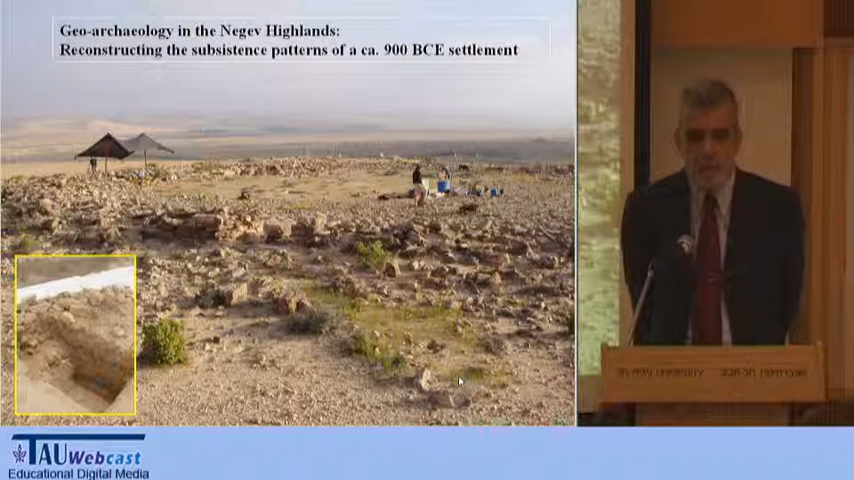 Geo-archaeology in the Negev Highlands:
Reconstructing the subsistence patterns of a ca. 900 BCE settlement
TAUWebcast
Educational Digital Media